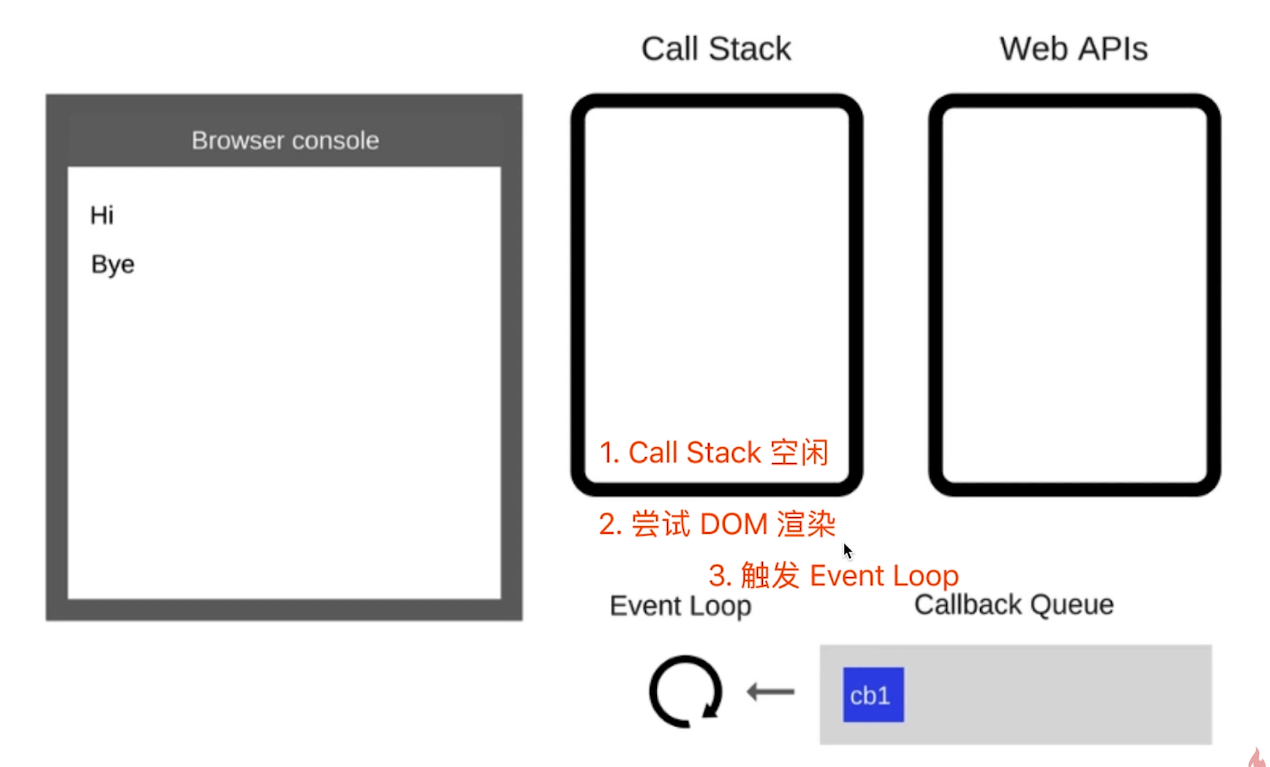 Call Stack
Web APIs
Browser console
Hi
Bye
1. Call Stack 空闲
2. 尝试 DOM 渲染
3. 触发 Event Loop
Event Loop
Callback Queue
cb1